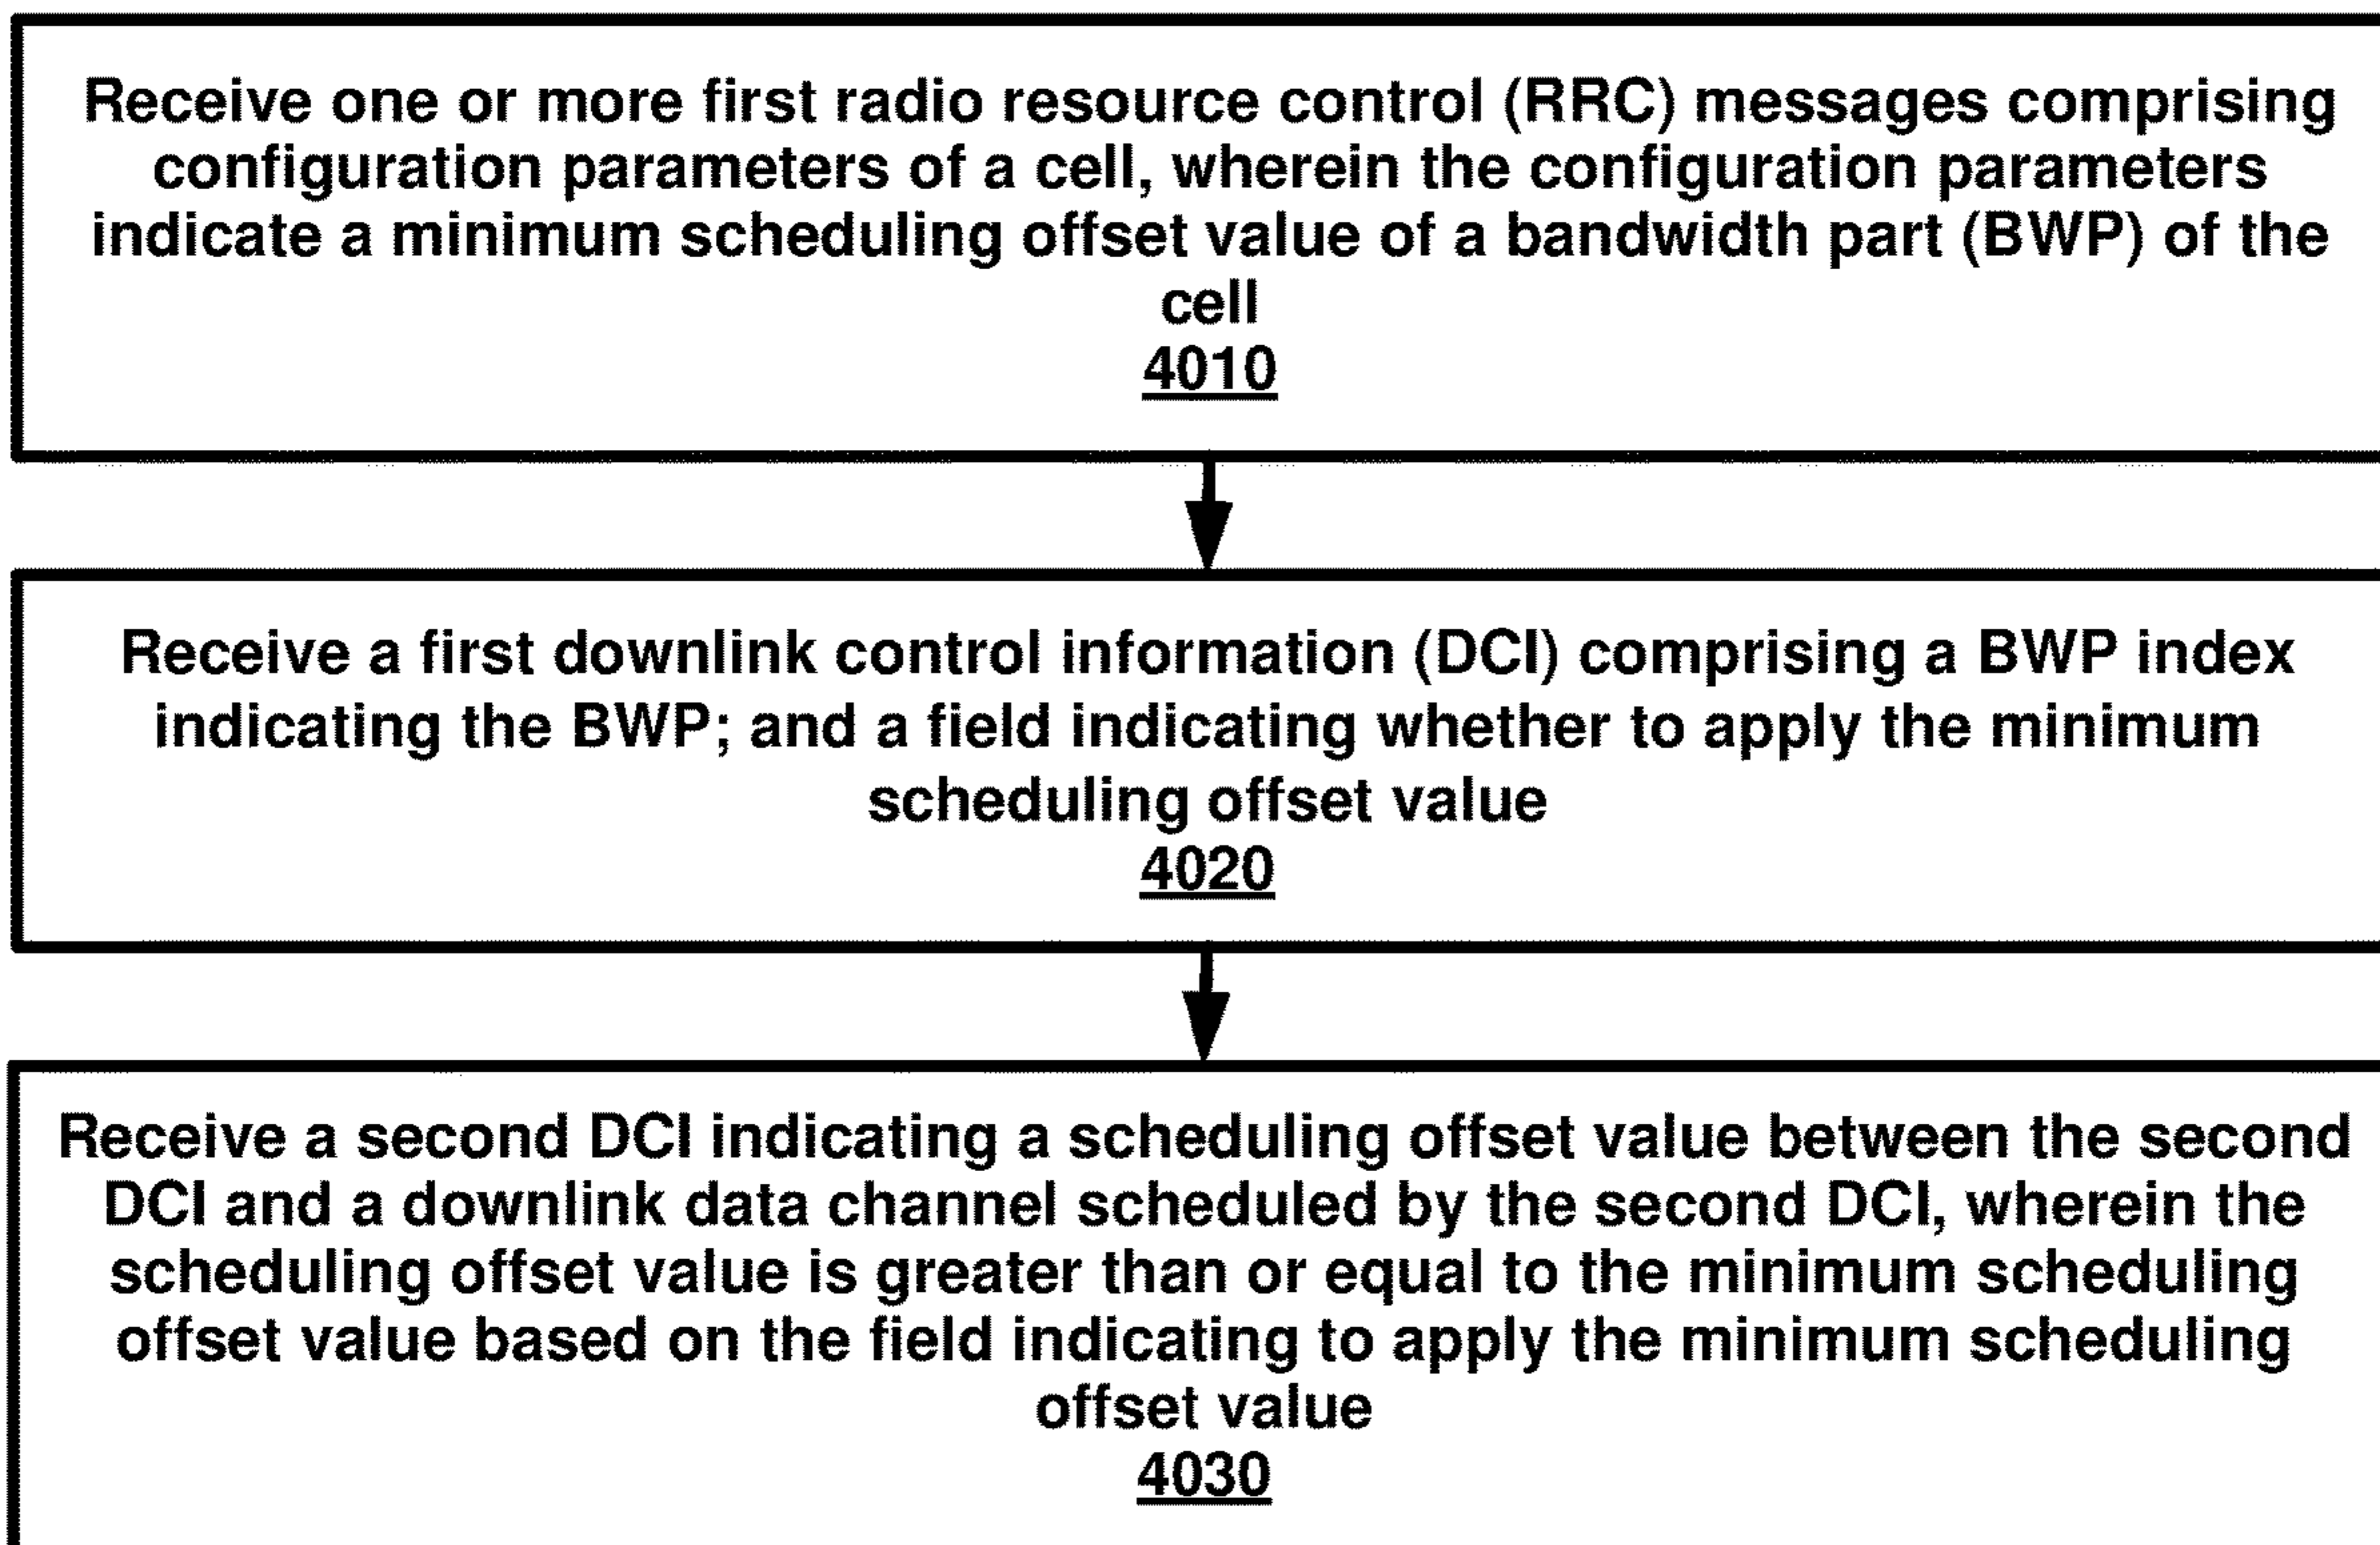 Receive one or more first radio resource control (RRC) messages comprising
configuration parameters of a cell, wherein the configuration parameters
indicate a minimum scheduling offset value of a bandwidth part (BWP) of the
cell
4010
Receive a first downlink control information (DCI) comprising a BWP index
indicating the BWP; and a field indicating whether to apply the minimum
scheduling offset value
4020
Receive a second DCI indicating a scheduling offset value between the second
DCI and a downlink data channel scheduled by the second DCI, wherein the
scheduling offset value is greater than or equal to the minimum scheduling
offset value based on the field indicating to apply the minimum scheduling
offset value
4030